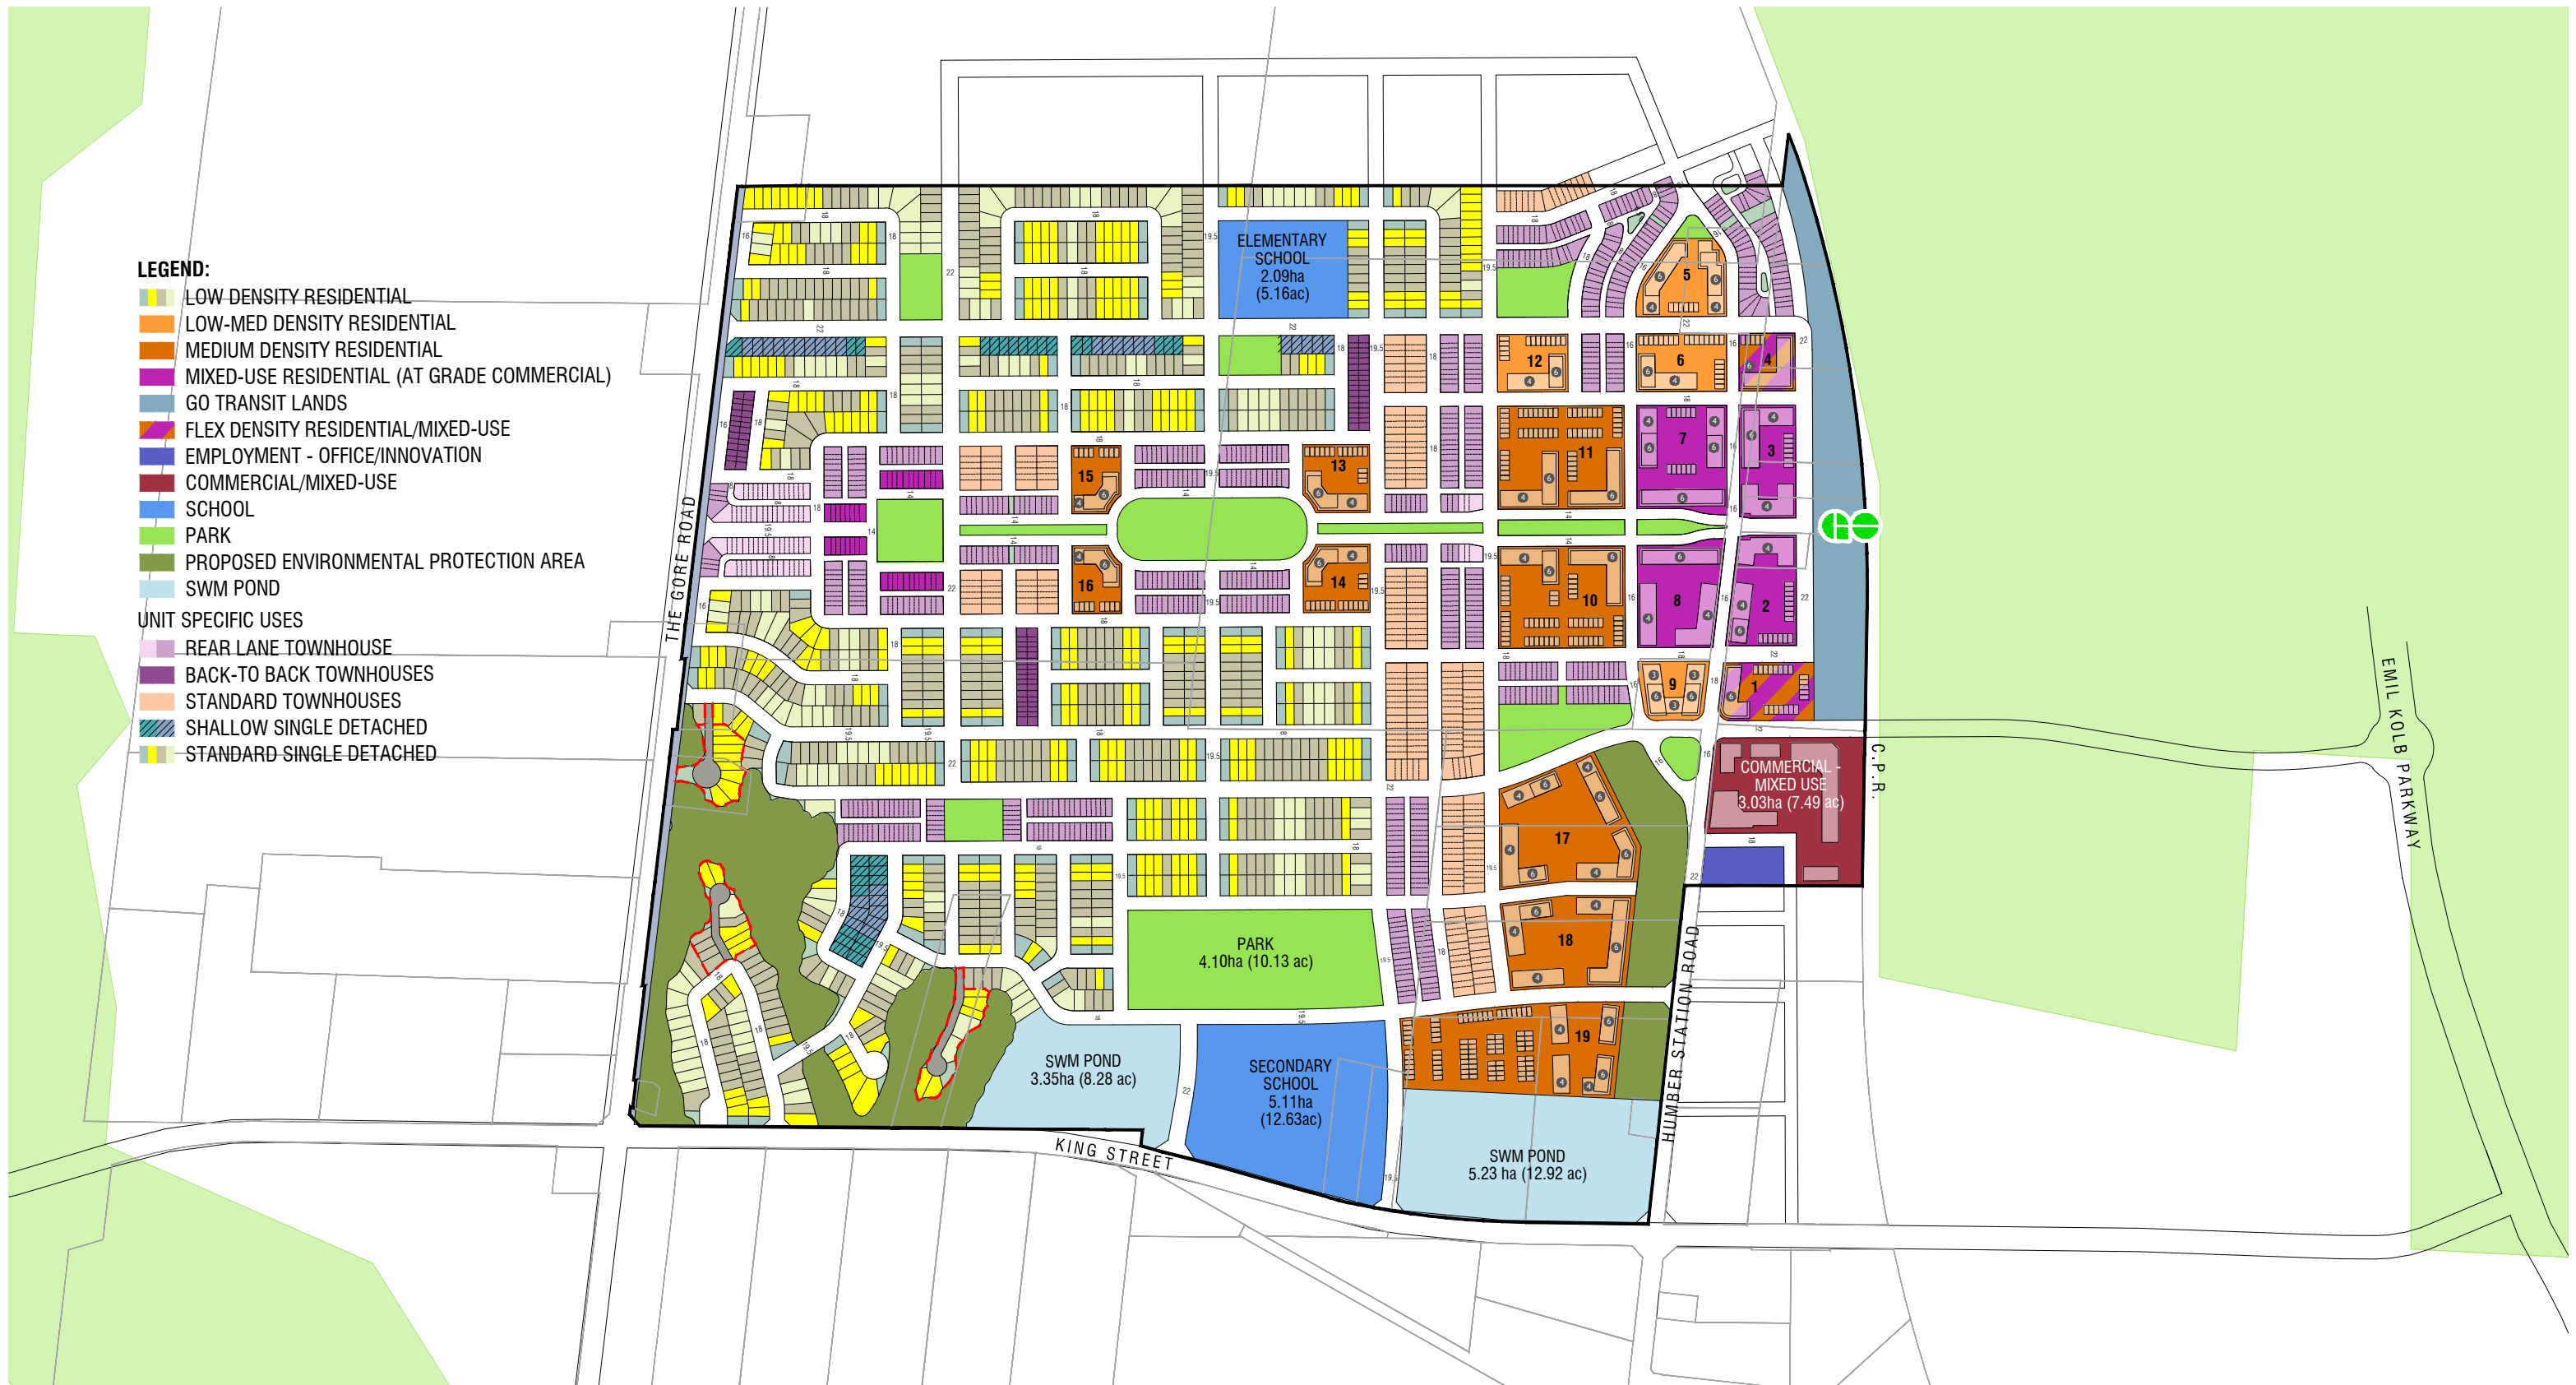 LEGEND:
LOW DENSITY RESIDENTIAL
LOW-MED DENSITY RESIDENTIAL
MEDIUM DENSITY RESIDENTIAL
MIXED-USE RESIDENTIAL (AT GRADE COMMERCIAL)
GO TRANSIT LANDS
FLEX DENSITY RESIDENTIAL/MIXED-USE
EMPLOYMENT - OFFICE/INNOVATION
COMMERCIAL/MIXED-USE
SCHOOL
PARK
PROPOSED ENVIRONMENTAL PROTECTION AREA
SWM POND
UNIT SPECIFIC USES
REAR LANE TOWNHOUSE
BACK-TO BACK TOWNHOUSES
STANDARD TOWNHOUSES
SHALLOW SINGLE DETACHED
STANDARD SINGLE DETACHED
THE GORE ROAD
ELEMENTARY
SCHOOL
2.09ha
(5.16ac)
5
12
6
4
11
7
3
15
13
16
14
10
8
2
9
1
COMMERCIAL -
MIXED USE
3.03ha (7.49 ac)
C.P.R.
EMIL KOLB PARKWAY
17
18
PARK
4.10ha (10.13 ac)
19
SWM POND
3.35ha (8.28 ac)
SECONDARY
SCHOOL
5.11ha
(12.63ac)
SWM POND
5.23 ha (12.92 ac)
HUMBER STATION ROAD
KING STREET